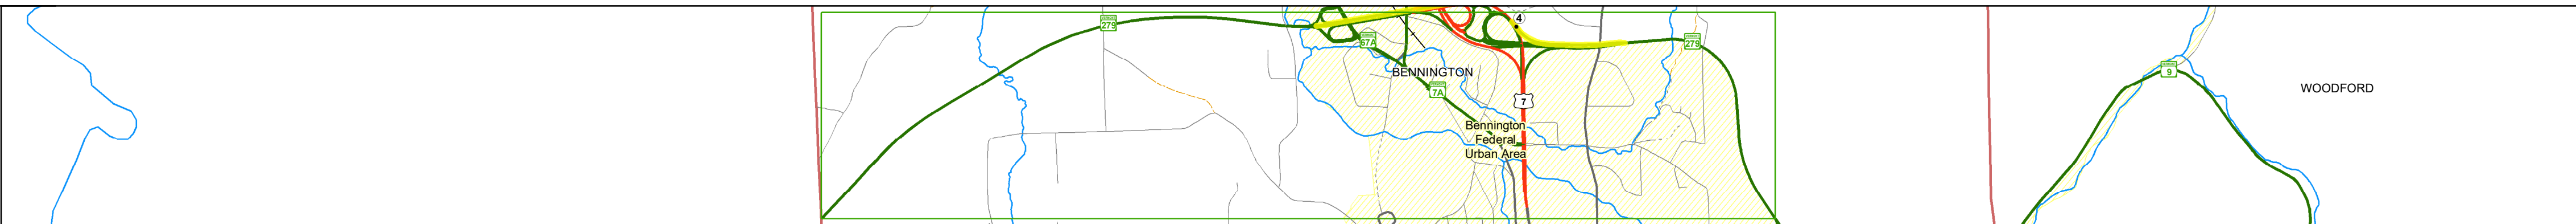 279
4
67A
279
BENNINGTON
9
7A
WOODFORD
7
Bennington
Federal
Urban Area